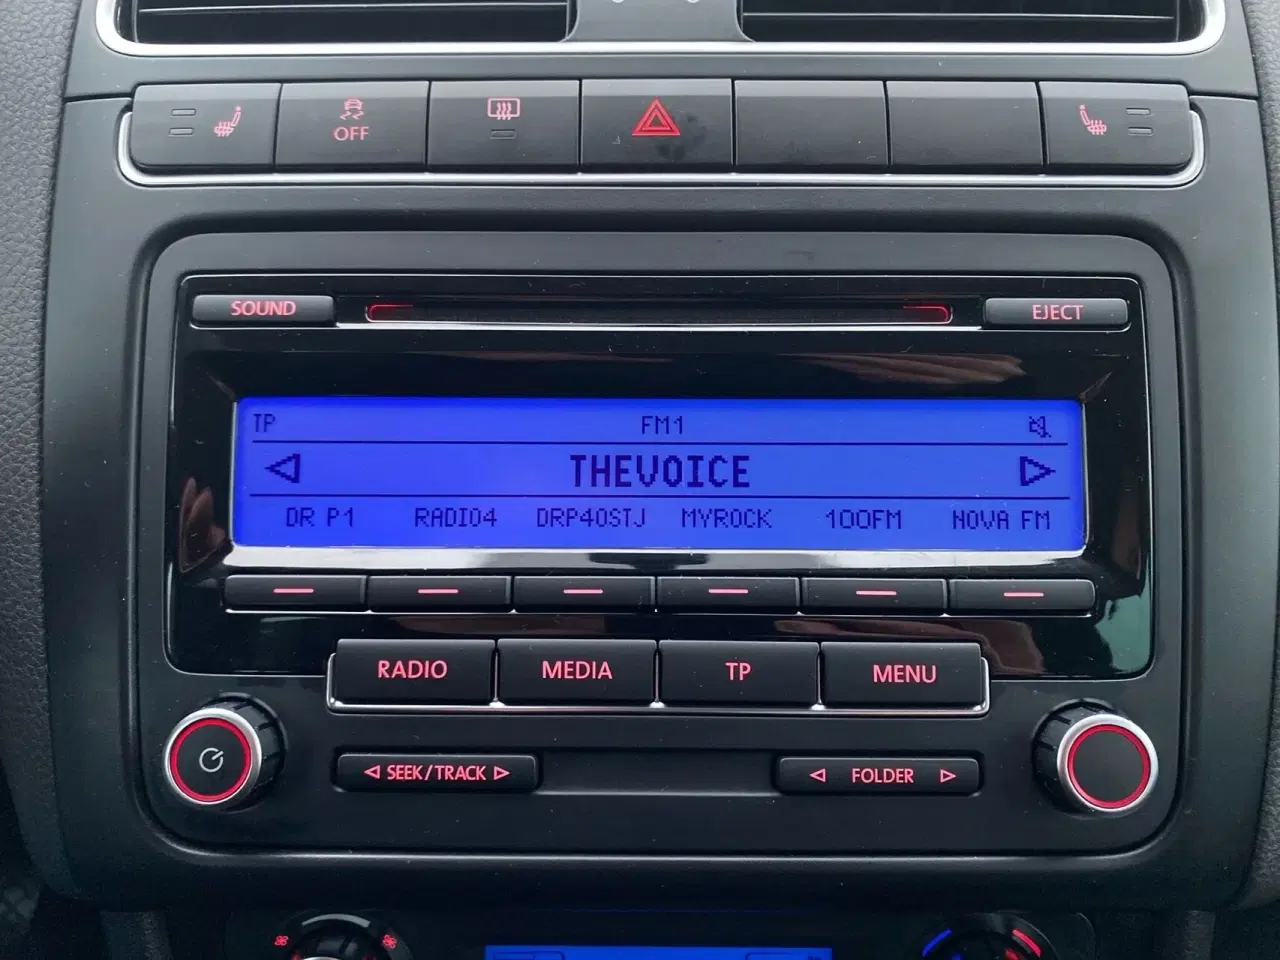 OFF
SOUND
EJECT
TP FM1
THEVOICE
DR P1 RADIO4 DRP4OSTJ MYROCK 100FM NOVA FM
RADIO MEDIA TP MENU
SEEK/TRACK FOLDER